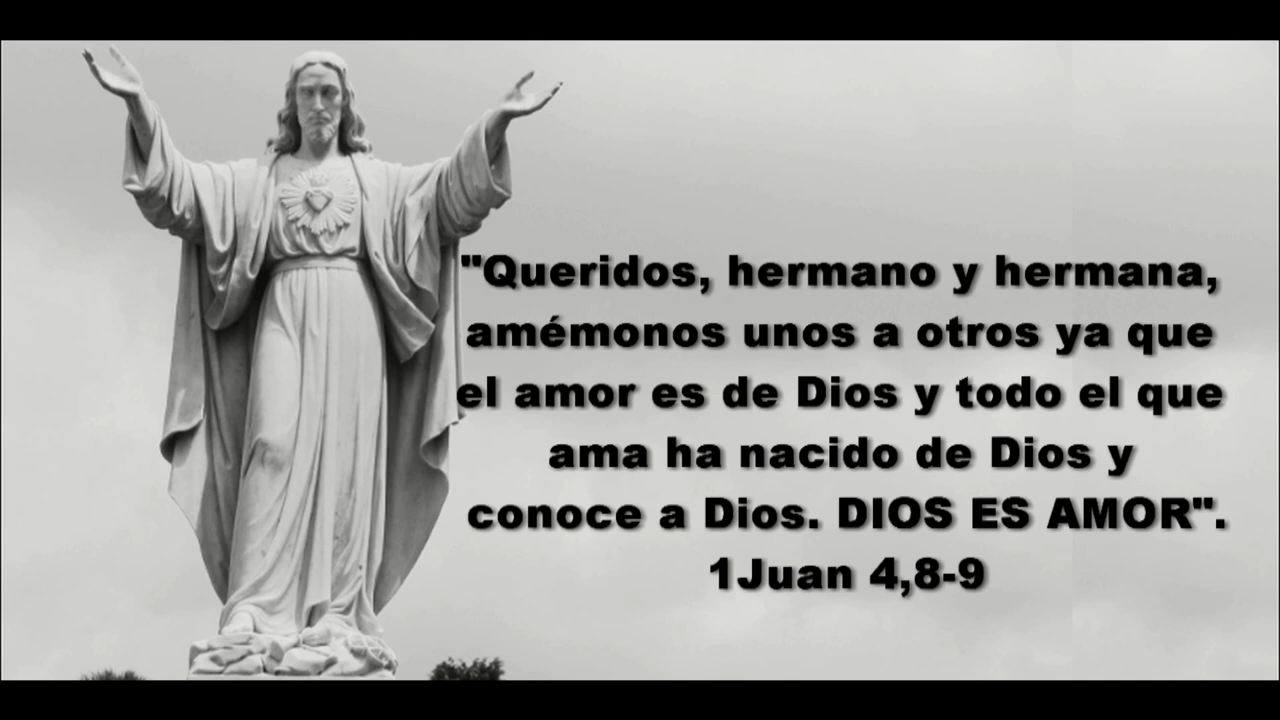 "Queridos, hermano y hermana,
amémonos unos a otros ya que
el amor es de Dios y todo el que
ama ha nacido de Dios y
conoce a Dios. DIOS ES AMOR".
1Juan 4,8-9